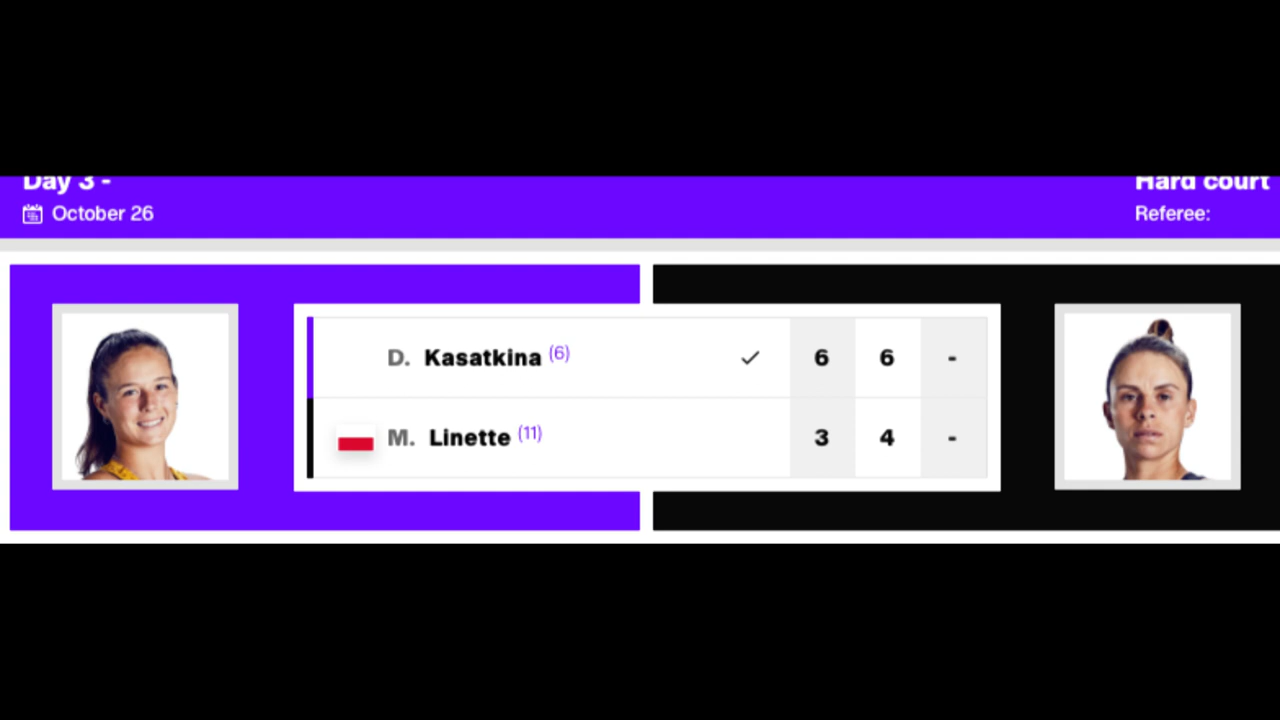 Day 3 -
October 26
Hard court
Referee:
D. Kasatkina (6) ✓ 6 6 -
M. Linette (11) 3 4 -